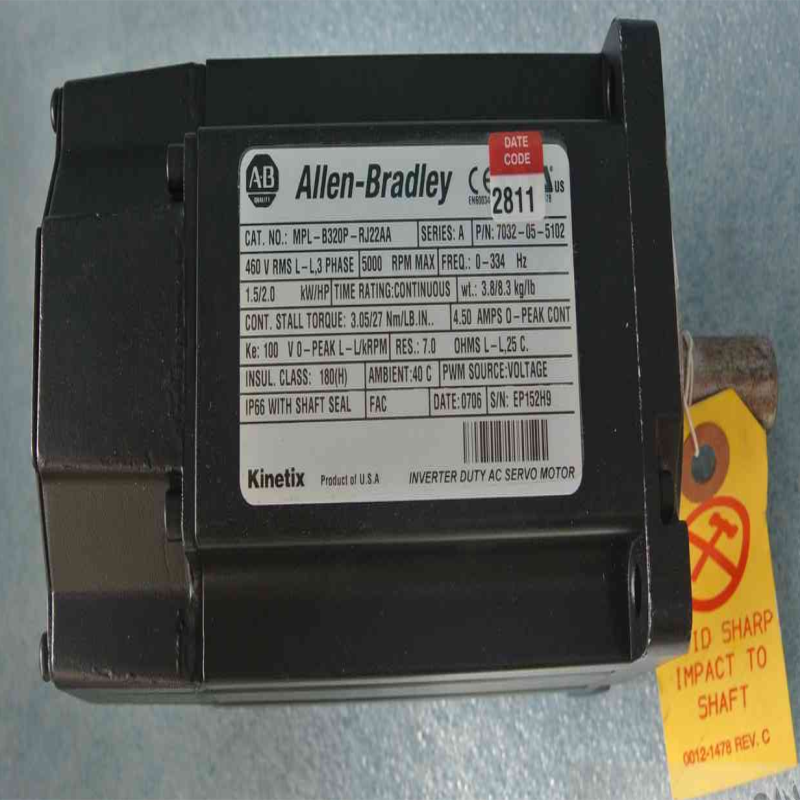 DATE
CODE
2811
AB
QUALITY
Allen-Bradley
CE
US
CAT. NO.: MPL-B320P-RJ22AA SERIES: A P/N: 7032-05-5102
460 V RMS L-L,3 PHASE 5000 RPM MAX FREQ.: 0-334 Hz
1.5/2.0 kW/HP TIME RATING:CONTINUOUS wt.: 3.8/8.3 kg/lb
CONT. STALL TORQUE: 3.05/27 Nm/LB.IN.. 4.50 AMPS 0-PEAK CONT
Ke: 100 V 0-PEAK L-L/kRPM RES.: 7.0 OHMS L-L,25 C.
INSUL. CLASS: 180(H) AMBIENT:40 C PWM SOURCE:VOLTAGE
IP66 WITH SHAFT SEAL FAC DATE:0706 S/N: EP152H9
Kinetix Product of U.S.A INVERTER DUTY AC SERVO MOTOR
SHARP
IMPACT TO
SHAFT
0012-1478 REV. C